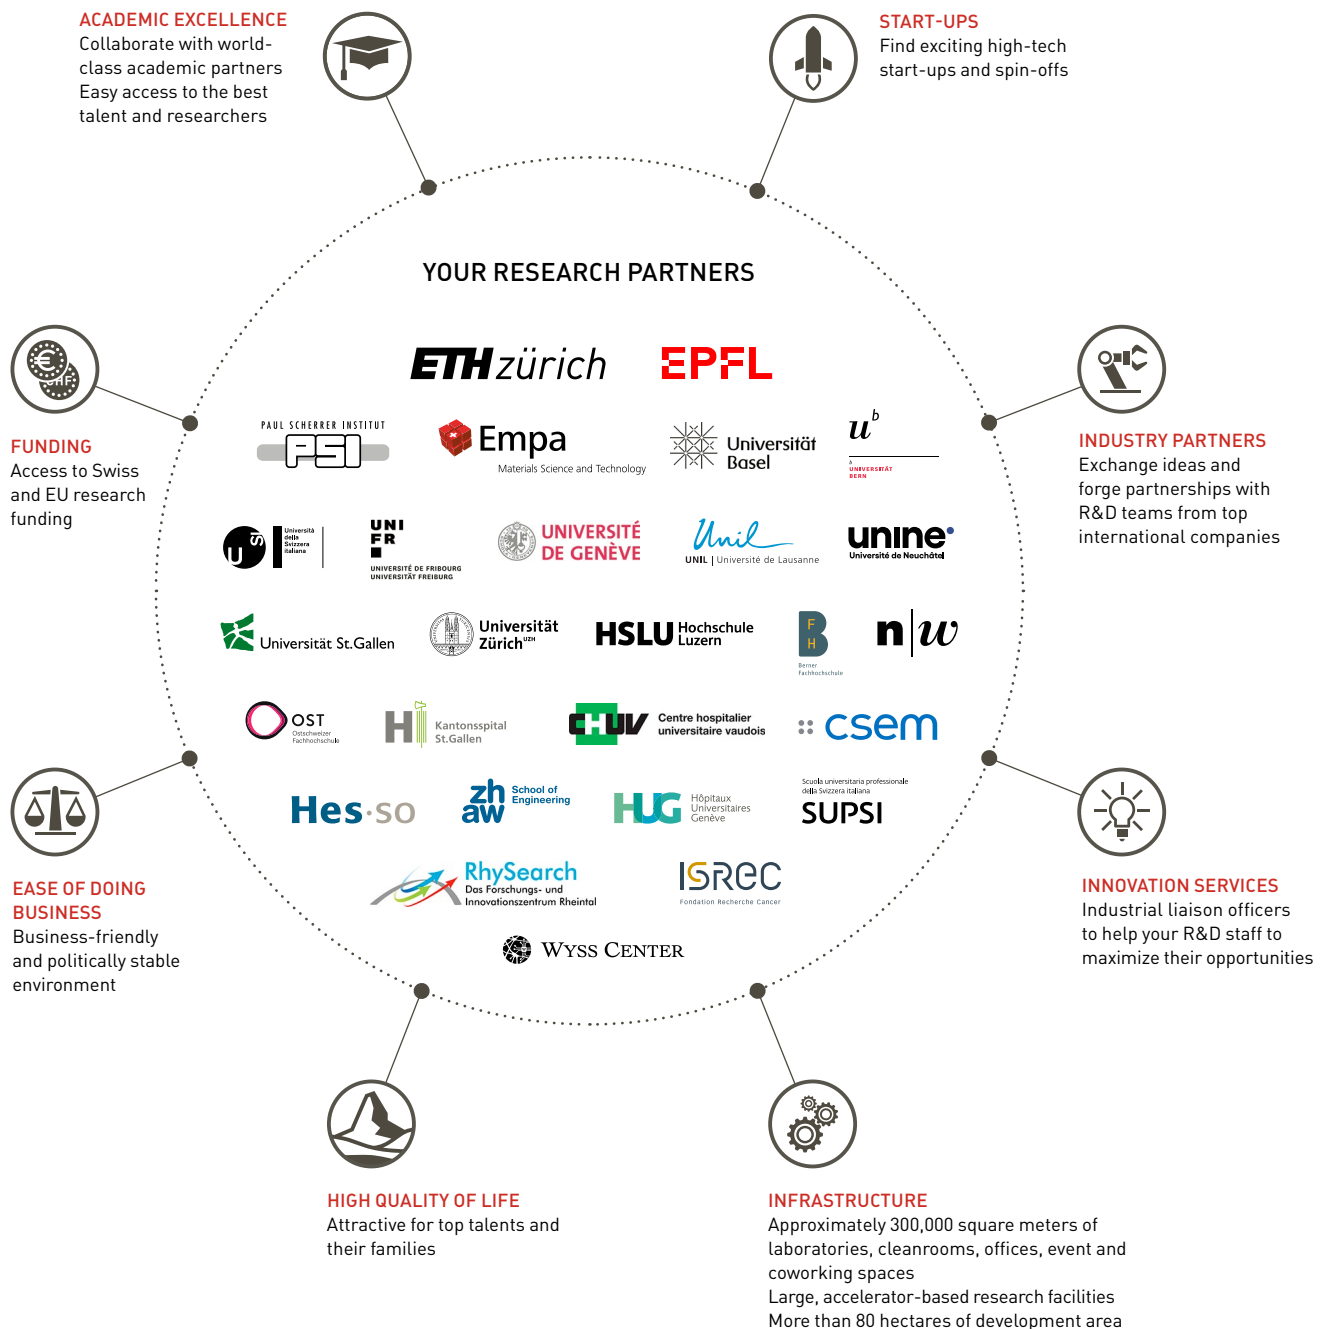 ACADEMIC EXCELLENCE
Collaborate with world-
class academic partners
Easy access to the best
talent and researchers
START-UPS
Find exciting high-tech
start-ups and spin-offs
YOUR RESEARCH PARTNERS
ETH zürich
EPFL
€
CHF
FUNDING
Access to Swiss
and EU research
funding
PAUL SCHERRER INSTITUT
PSI
Empa
Materials Science and Technology
Universität
Basel
u^b
UNIVERSITÄT
BERN
INDUSTRY PARTNERS
Exchange ideas and
forge partnerships with
R&D teams from top
international companies
USI
Università
della
Svizzera
italiana
UNI
FR
UNIVERSITÉ DE FRIBOURG
UNIVERSITÄT FREIBURG
UNIVERSITÉ
DE GENÈVE
Unil
UNIL | Université de Lausanne
unine
Université de Neuchâtel
Universität St.Gallen
Universität
Zürich UZH
HSLU Hochschule
Luzern
B
F
H
Berner
Fachhochschule
n|w
OST
Ostschweizer
Fachhochschule
H
Kantonsspital
St.Gallen
CHUV
Centre hospitalier
universitaire vaudois
csem
EASE OF DOING
BUSINESS
Business-friendly
and politically stable
environment
Hes·so
zh
aw
School of
Engineering
HUG
Hôpitaux
Universitaires
Genève
Scuola universitaria professionale
della Svizzera italiana
SUPSI
INNOVATION SERVICES
Industrial liaison officers
to help your R&D staff to
maximize their opportunities
RhySearch
Das Forschungs- und
Innovationszentrum Rheintal
ISREC
Fondation Recherche Cancer
WYSS CENTER
HIGH QUALITY OF LIFE
Attractive for top talents and
their families
INFRASTRUCTURE
Approximately 300,000 square meters of
laboratories, cleanrooms, offices, event and
coworking spaces
Large, accelerator-based research facilities
More than 80 hectares of development area